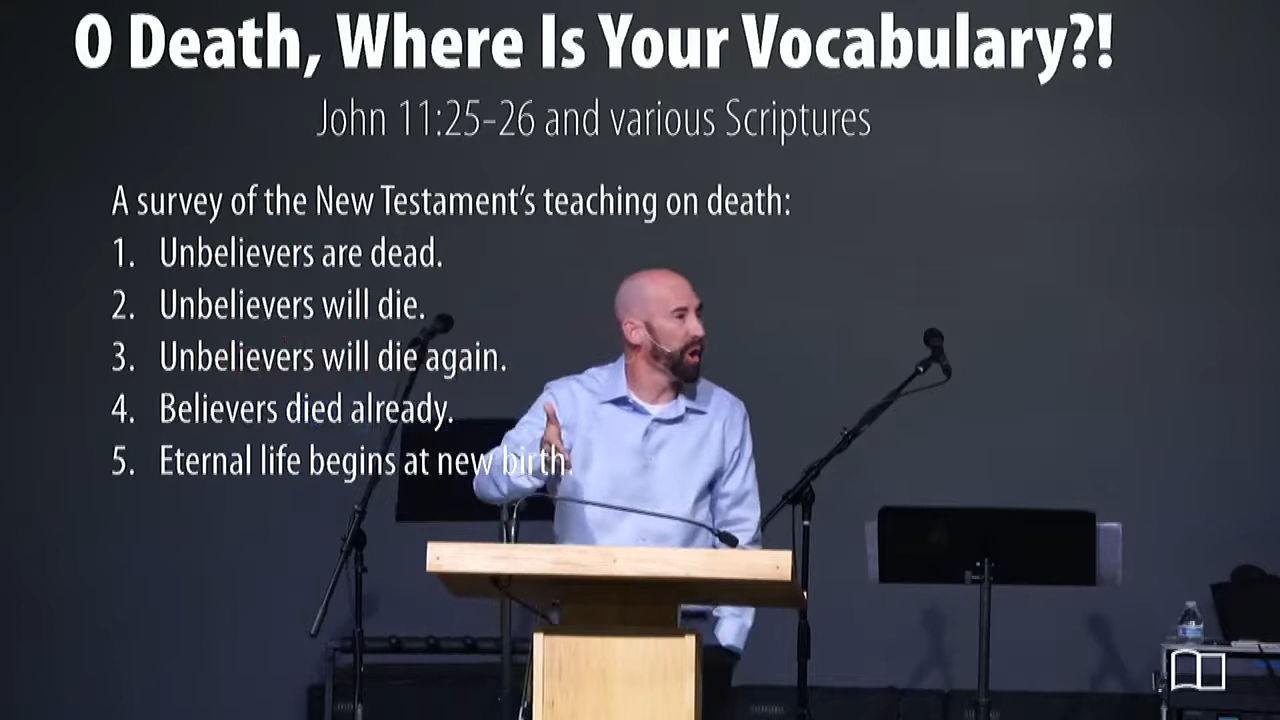 O Death, Where Is Your Vocabulary?!
John 11:25-26 and various Scriptures
A survey of the New Testament's teaching on death:
1. Unbelievers are dead.
2. Unbelievers will die.
3. Unbelievers will die again.
4. Believers died already.
5. Eternal life begins at new birth.